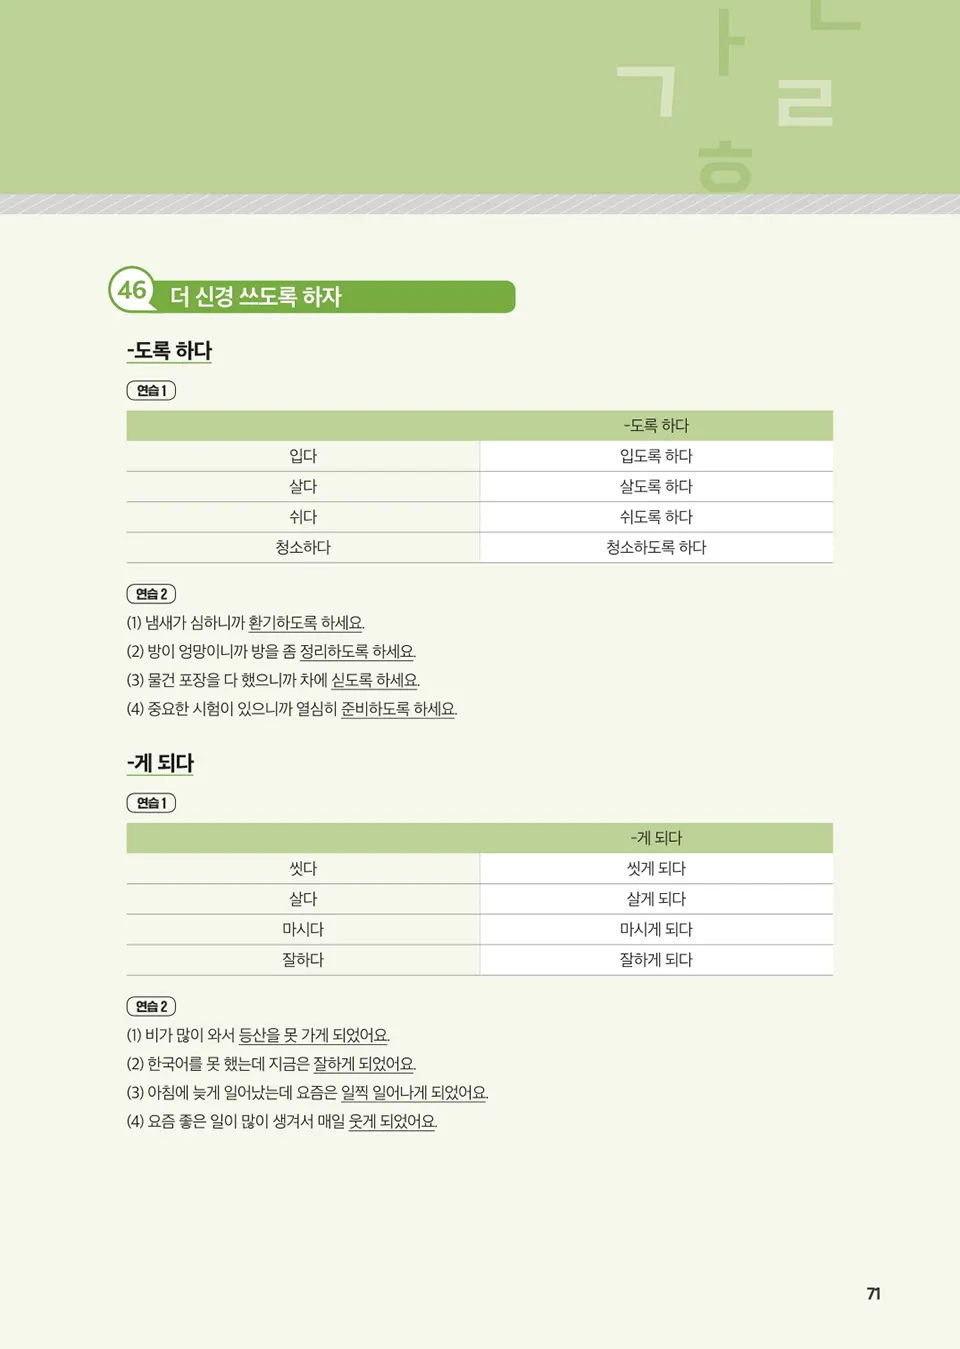 ㅏ ㄴ
ㄱ ㄹ
ㅎ
46 더 신경 쓰도록 하자
-도록 하다
연습 1
-도록 하다
입다 입도록 하다
살다 살도록 하다
쉬다 쉬도록 하다
청소하다 청소하도록 하다
연습 2
(1) 냄새가 심하니까 환기하도록 하세요.
(2) 방이 엉망이니까 방을 좀 정리하도록 하세요.
(3) 물건 포장을 다 했으니까 차에 싣도록 하세요.
(4) 중요한 시험이 있으니까 열심히 준비하도록 하세요.
-게 되다
연습 1
-게 되다
씻다 씻게 되다
살다 살게 되다
마시다 마시게 되다
잘하다 잘하게 되다
연습 2
(1) 비가 많이 와서 등산을 못 가게 되었어요.
(2) 한국어를 못 했는데 지금은 잘하게 되었어요.
(3) 아침에 늦게 일어났는데 요즘은 일찍 일어나게 되었어요.
(4) 요즘 좋은 일이 많이 생겨서 매일 웃게 되었어요.
71